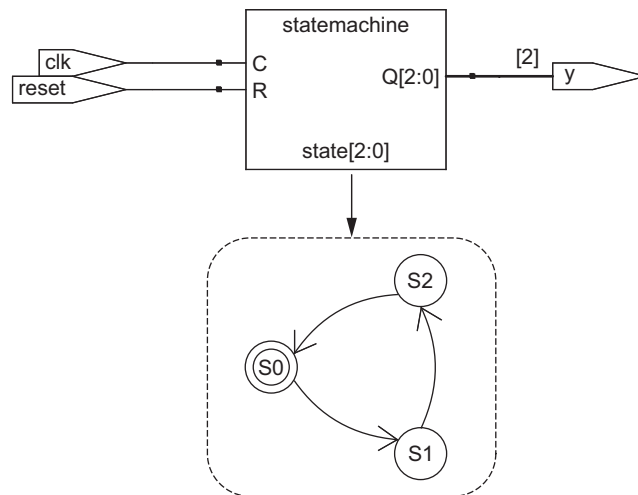 statemachine
clk
C
[2]
reset
R
Q[2:0]
y
state[2:0]
S2
S0
S1